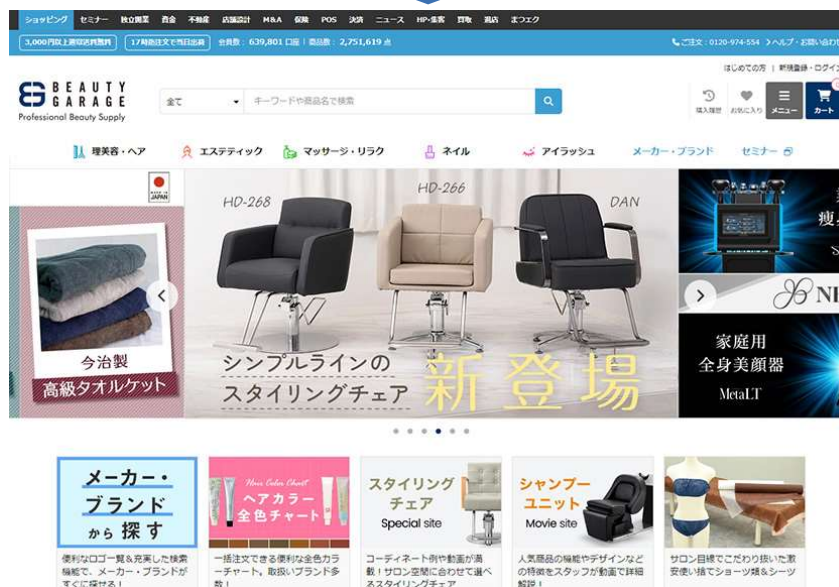 ショッピング セミナー 独立開業 資金 不動産 店舗設計 M&A 保険 POS 決済 ニュース HP・集客 買取 退店 まつエク
3,000円以上通常送料無料 17時迄注文で当日出荷 会員数：639,801 口座 | 商品数：2,751,619 点 ご注文：0120-974-554 ヘルプ・お問い合わせ
はじめての方 | 新規登録・ログイン
BEAUTY GARAGE
Professional Beauty Supply
全て キーワードや商品名で検索
購入履歴 お気に入り メニュー カート
理美容・ヘア エステティック マッサージ・リラク ネイル アイラッシュ メーカー・ブランド セミナー
MADE IN JAPAN
今治製
高級タオルケット
HD-268 HD-266 DAN
シンプルラインの
スタイリングチェア 新登場
家庭用
全身美顔器
MetaLT
メーカー・
ブランド
から探す
便利なロゴ一覧＆充実した検索
機能で、メーカー・ブランドが
すぐに探せる！
Hair Color Chart
ヘアカラー
全色チャート
一括注文できる便利な全色カラ
ーチャート。取扱いブランド多
数！
スタイリング
チェア
Special site
コーディネート例や動画が満
載！サロン空間に合わせて選べ
るスタイリングチェア
シャンプー
ユニット
Movie site
人気商品の機能やデザインなど
の特徴をスタッフが動画で詳細
解説！
サロン目線でこだわり抜いた激
安使い捨てショーツ類＆シーツ